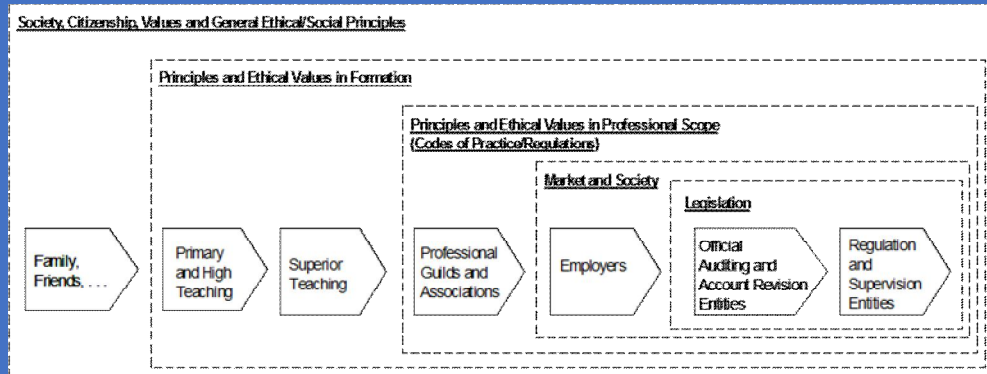 Society, Citizenship, Values and General Ethical/Social Principles
Principles and Ethical Values in Formation
Principles and Ethical Values in Professional Scope
(Codes of Practice/Regulations)
Market and Society
Legislation
Family,
Friends, . . .
Primary
and High
Teaching
Superior
Teaching
Professional
Guilds and
Associations
Employers
Official
Auditing and
Account Revision
Entities
Regulation
and
Supervision
Entities